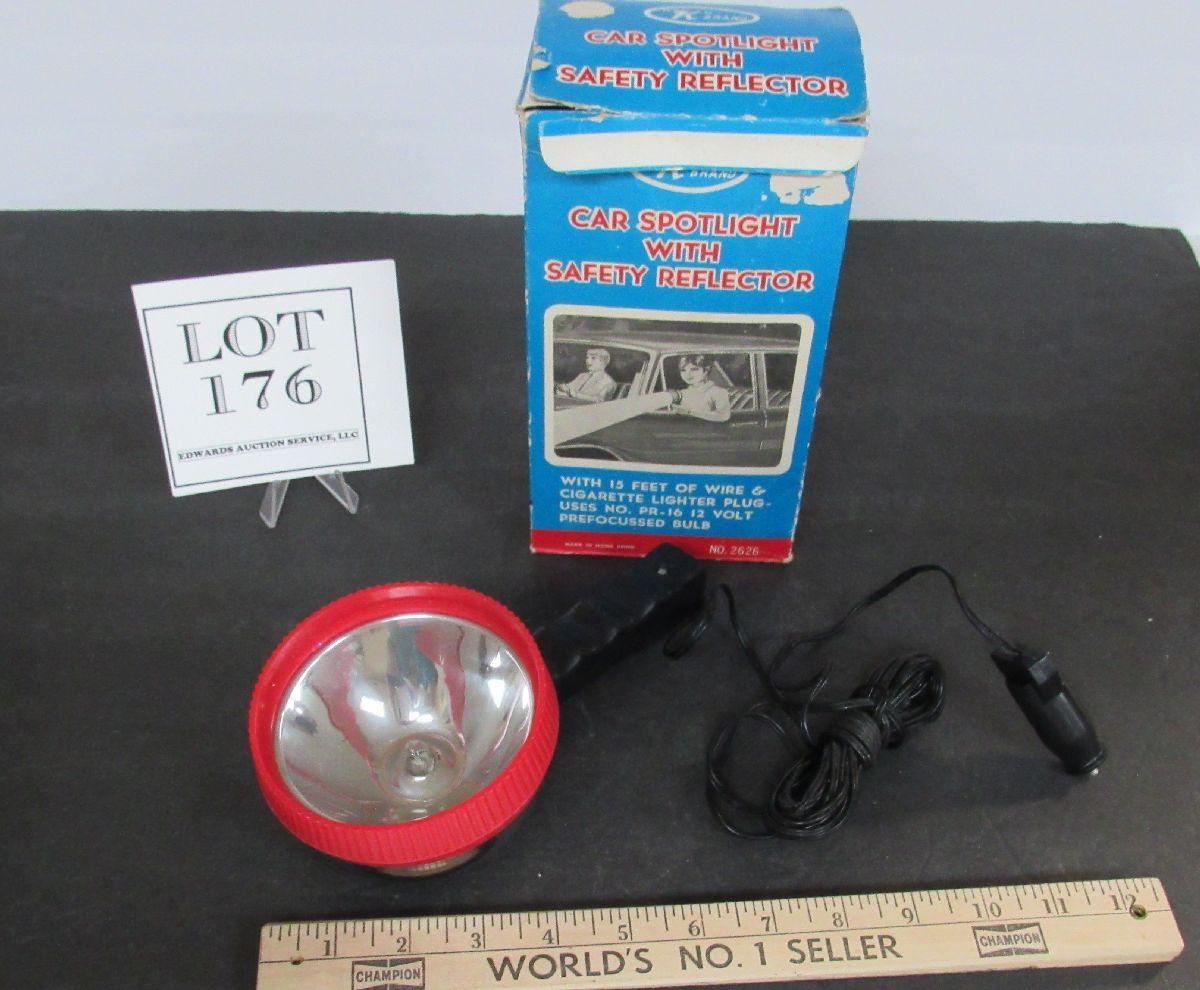 K BRAND
CAR SPOTLIGHT
WITH
SAFETY REFLECTOR
BRAND
CAR SPOTLIGHT
WITH
SAFETY REFLECTOR
WITH 15 FEET OF WIRE &
CIGARETTE LIGHTER PLUG-
USES NO. PR-16 12 VOLT
PREFOCUSSED BULB
MADE IN HONG KONG NO. 2626
LOT
176
EDWARDS AUCTION SERVICE, LLC
1 2 3 4 5 6 7 8 9 10 11 12
CHAMPION WORLD'S NO. 1 SELLER CHAMPION